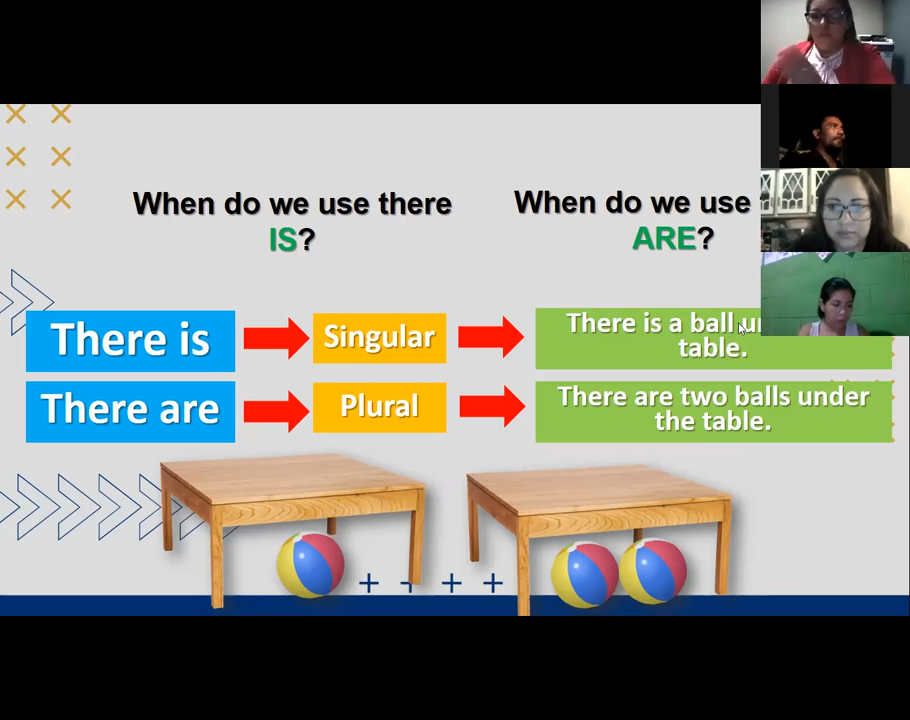 When do we use there
IS?
When do we use
ARE?
There is
Singular
There is a ball
table.
There are
Plural
There are two balls under
the table.